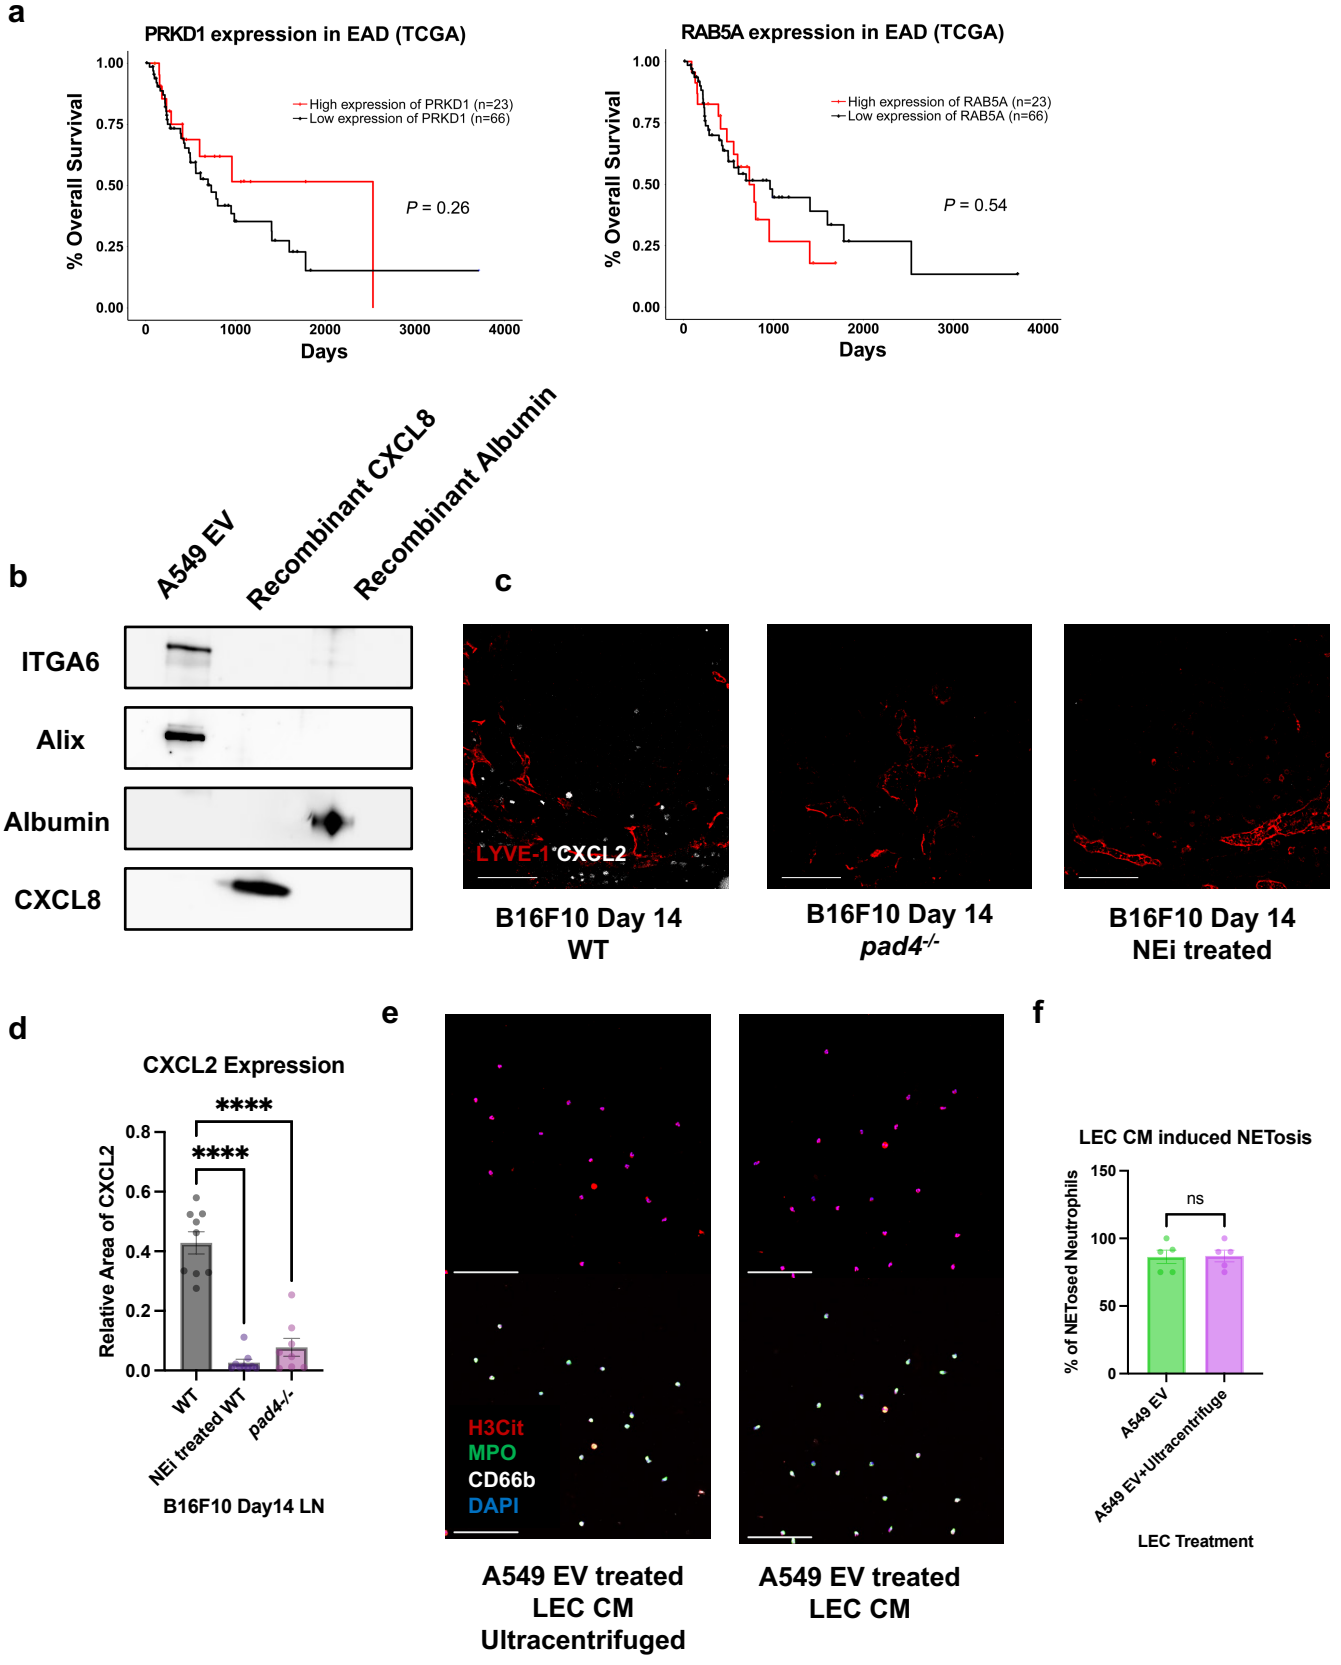 a
PRKD1 expression in EAD (TCGA)
% Overall Survival
1.00
0.75
0.50
0.25
0.00
High expression of PRKD1 (n=23)
Low expression of PRKD1 (n=66)
P = 0.26
0 1000 2000 3000 4000
Days
RAB5A expression in EAD (TCGA)
% Overall Survival
1.00
0.75
0.50
0.25
0.00
High expression of RAB5A (n=23)
Low expression of RAB5A (n=66)
P = 0.54
0 1000 2000 3000 4000
Days
b
A549 EV
Recombinant CXCL8
Recombinant Albumin
ITGA6
Alix
Albumin
CXCL8
c
LYVE-1 CXCL2
B16F10 Day 14
WT
B16F10 Day 14
pad4-/-
B16F10 Day 14
NEi treated
d
CXCL2 Expression
Relative Area of CXCL2
0.8
0.6
0.4
0.2
0.0
****
****
WT
NEi treated WT
pad4-/-
B16F10 Day14 LN
e
H3Cit
MPO
CD66b
DAPI
A549 EV treated
LEC CM
Ultracentrifuged
A549 EV treated
LEC CM
f
LEC CM induced NETosis
% of NETosed Neutrophils
150
100
50
0
ns
A549 EV
A549 EV+Ultracentrifuge
LEC Treatment